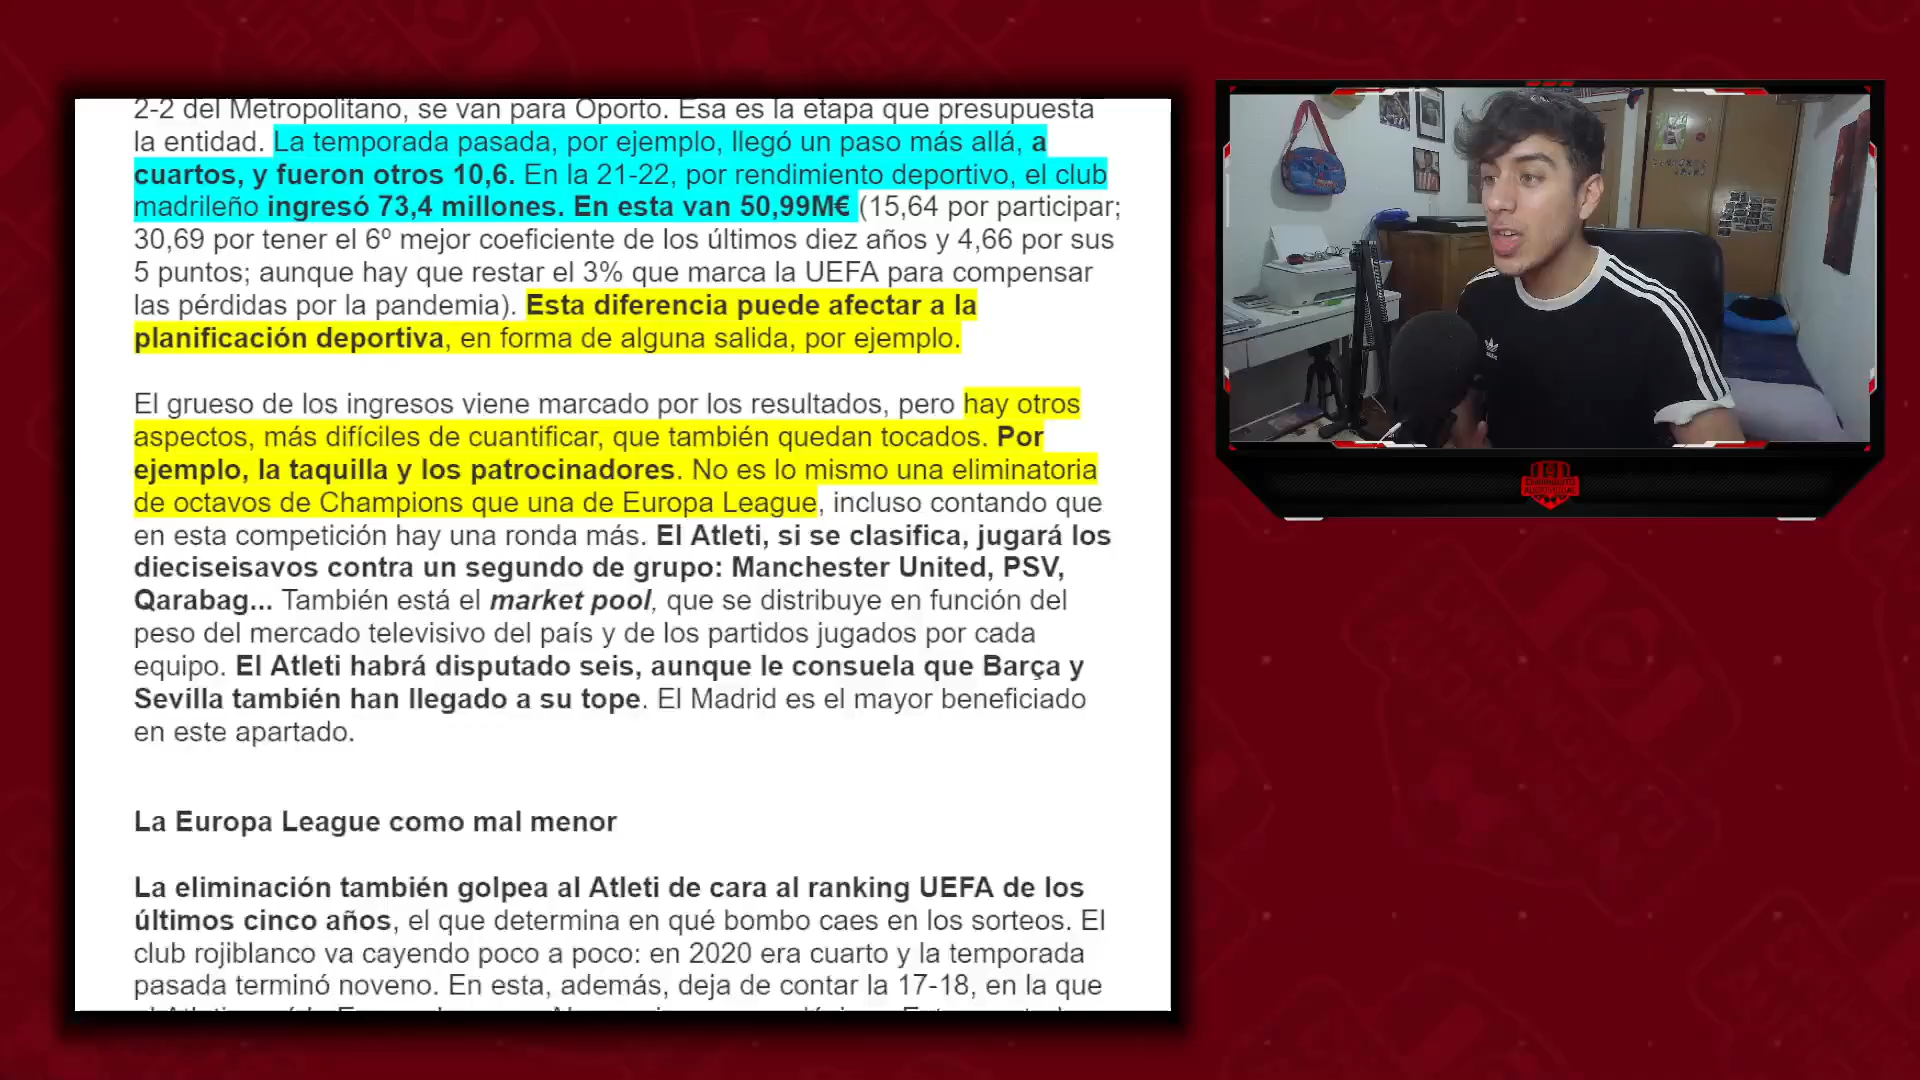 2-2 del Metropolitano, se van para Oporto. Esa es la etapa que presupuesta
la entidad. La temporada pasada, por ejemplo, llegó un paso más allá, a
cuartos, y fueron otros 10,6. En la 21-22, por rendimiento deportivo, el club
madrileño ingresó 73,4 millones. En esta van 50,99M€ (15,64 por participar;
30,69 por tener el 6º mejor coeficiente de los últimos diez años y 4,66 por sus
5 puntos; aunque hay que restar el 3% que marca la UEFA para compensar
las pérdidas por la pandemia). Esta diferencia puede afectar a la
planificación deportiva, en forma de alguna salida, por ejemplo.
El grueso de los ingresos viene marcado por los resultados, pero hay otros
aspectos, más difíciles de cuantificar, que también quedan tocados. Por
ejemplo, la taquilla y los patrocinadores. No es lo mismo una eliminatoria
de octavos de Champions que una de Europa League, incluso contando que
en esta competición hay una ronda más. El Atleti, si se clasifica, jugará los
dieciseisavos contra un segundo de grupo: Manchester United, PSV,
Qarabag... También está el market pool, que se distribuye en función del
peso del mercado televisivo del país y de los partidos jugados por cada
equipo. El Atleti habrá disputado seis, aunque le consuela que Barça y
Sevilla también han llegado a su tope. El Madrid es el mayor beneficiado
en este apartado.
La Europa League como mal menor
La eliminación también golpea al Atleti de cara al ranking UEFA de los
últimos cinco años, el que determina en qué bombo caes en los sorteos. El
club rojiblanco va cayendo poco a poco: en 2020 era cuarto y la temporada
pasada terminó noveno. En esta, además, deja de contar la 17-18, en la que